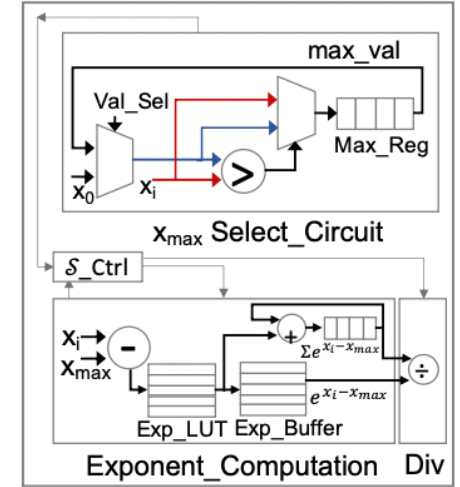 max_val
Val_Sel
x₀
xᵢ
>
Max_Reg
xₘₐₓ Select_Circuit
𝒮_Ctrl
xᵢ
xₘₐₓ
-
+
Σe^{xᵢ-xₘₐₓ}
÷
e^{xᵢ-xₘₐₓ}
Exp_LUT Exp_Buffer
Exponent_Computation Div